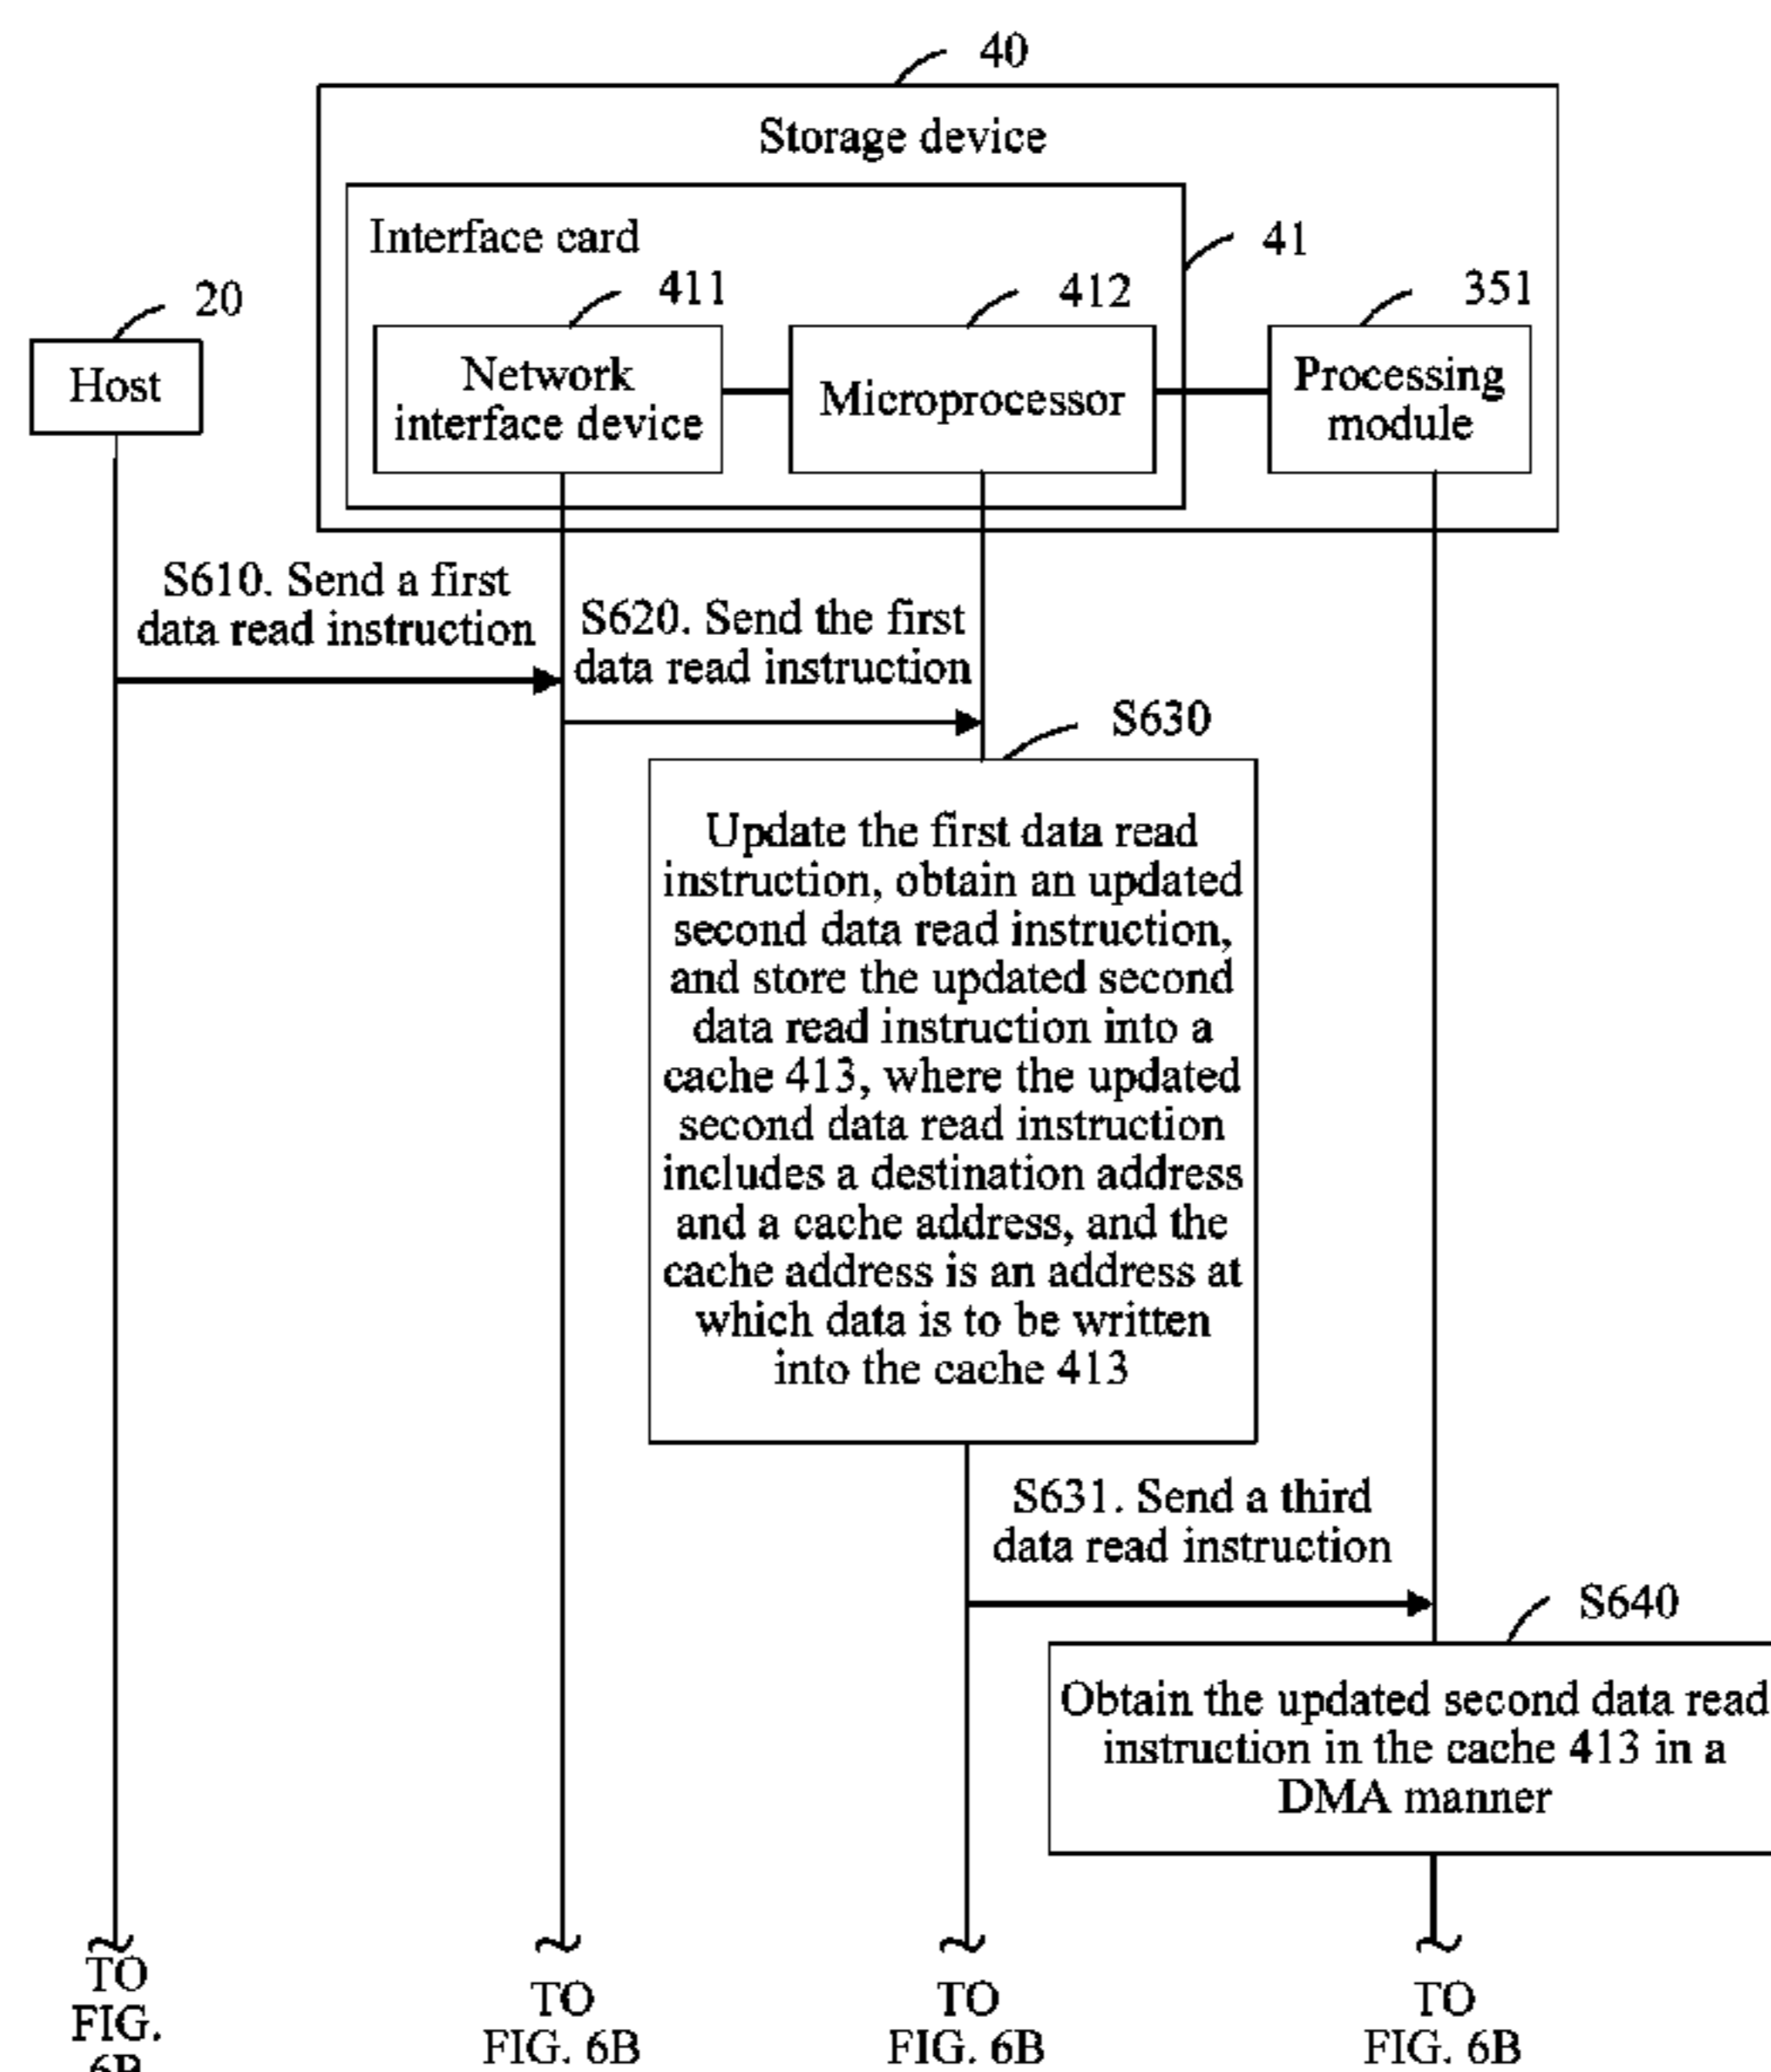 40
Storage device
Interface card
41
20
411
412
351
Host
Network
interface device
Microprocessor
Processing
module
S610. Send a first
data read instruction
S620. Send the first
data read instruction
S630
Update the first data read
instruction, obtain an updated
second data read instruction,
and store the updated second
data read instruction into a
cache 413, where the updated
second data read instruction
includes a destination address
and a cache address, and the
cache address is an address at
which data is to be written
into the cache 413
S631. Send a third
data read instruction
S640
Obtain the updated second data read
instruction in the cache 413 in a
DMA manner
TO
FIG.
6B
TO
FIG. 6B
TO
FIG. 6B
TO
FIG. 6B